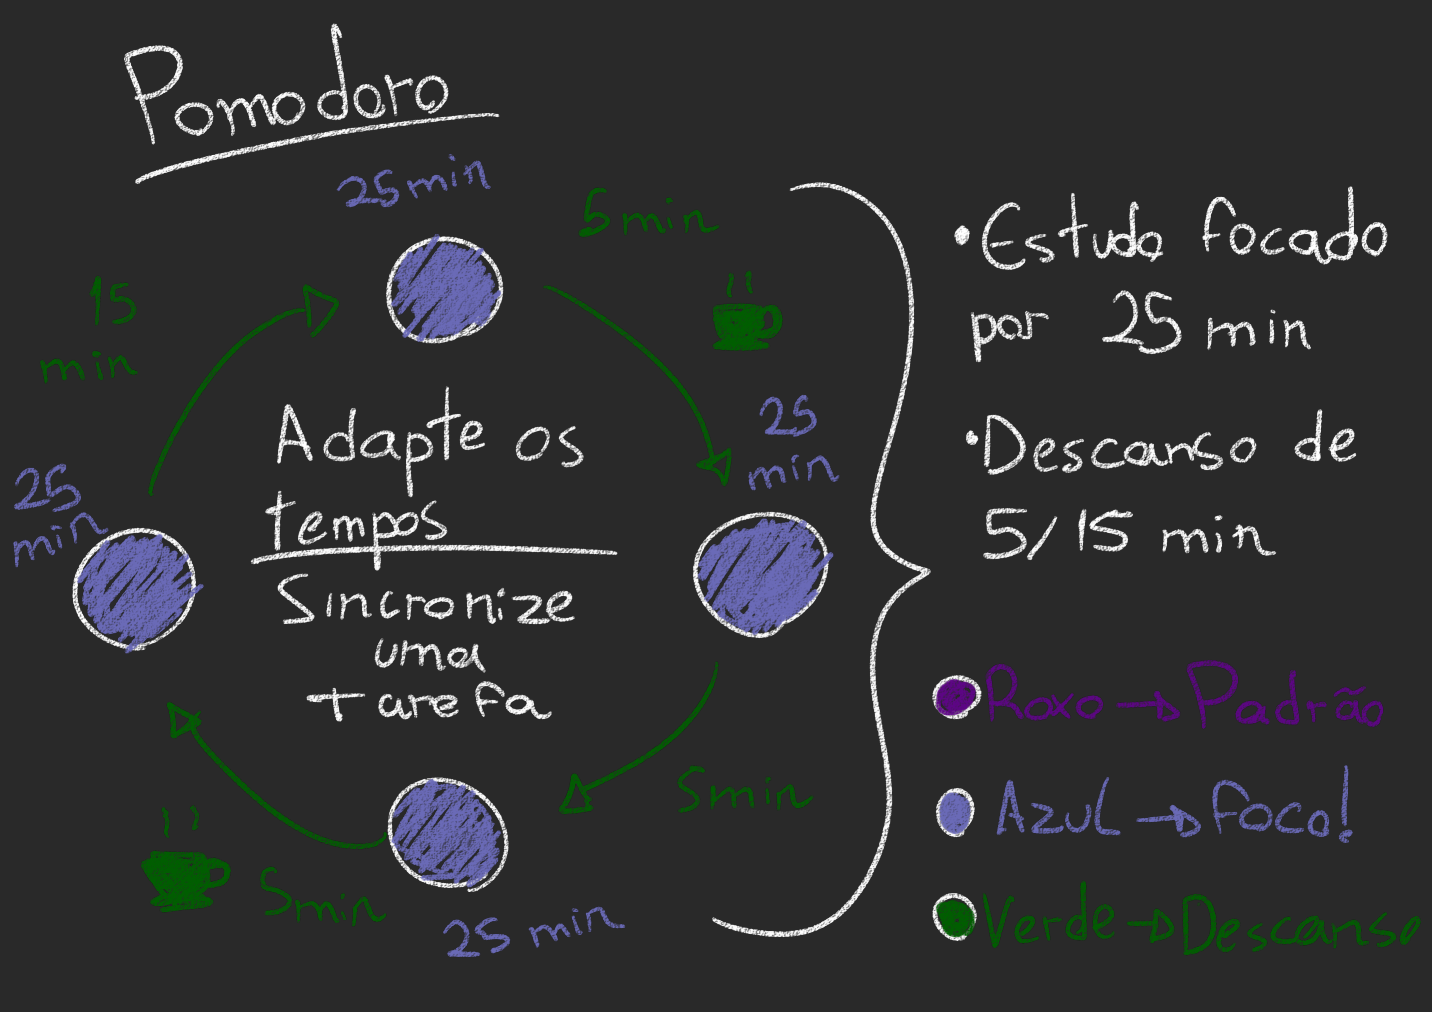 Pomodoro
25 min
5 min
15
min
25
min
25
min
Adapte os
tempos
Sincronize
uma
tarefa
5min
5min
25 min
•Estudo focado
por 25 min
•Descanso de
5/15 min
Roxo → Padrão
Azul → Foco!
Verde → Descanso